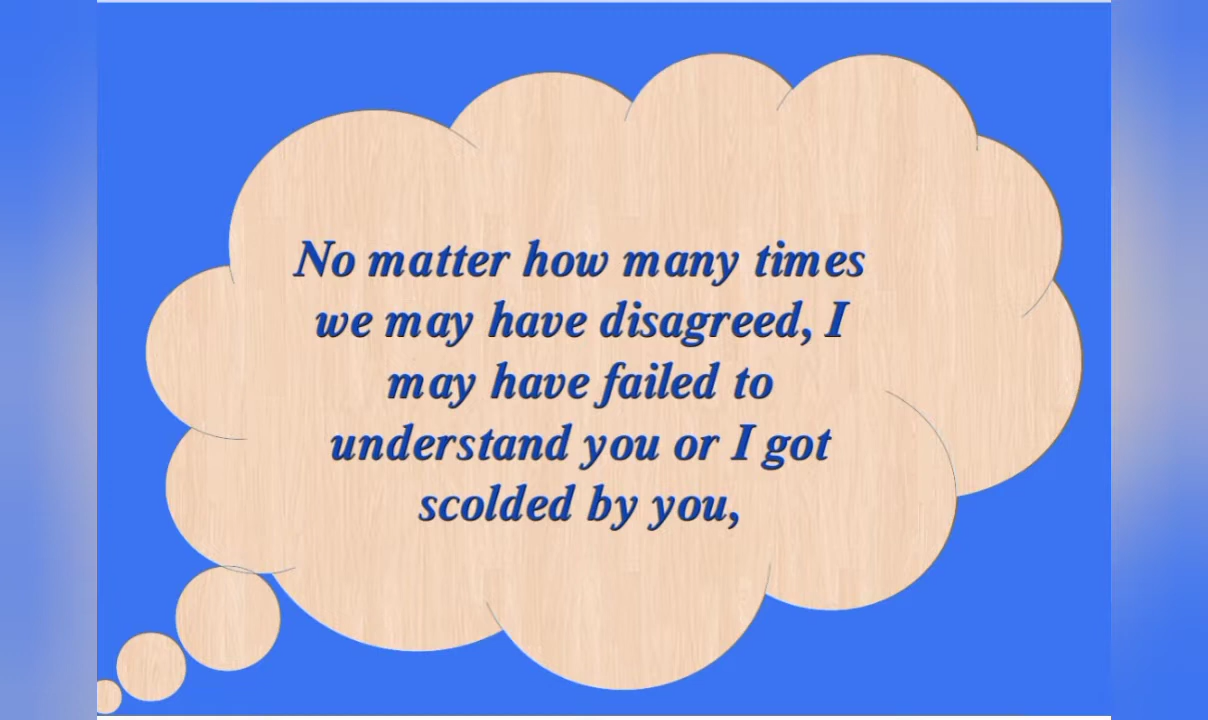 No matter how many times
we may have disagreed, I
may have failed to
understand you or I got
scolded by you,